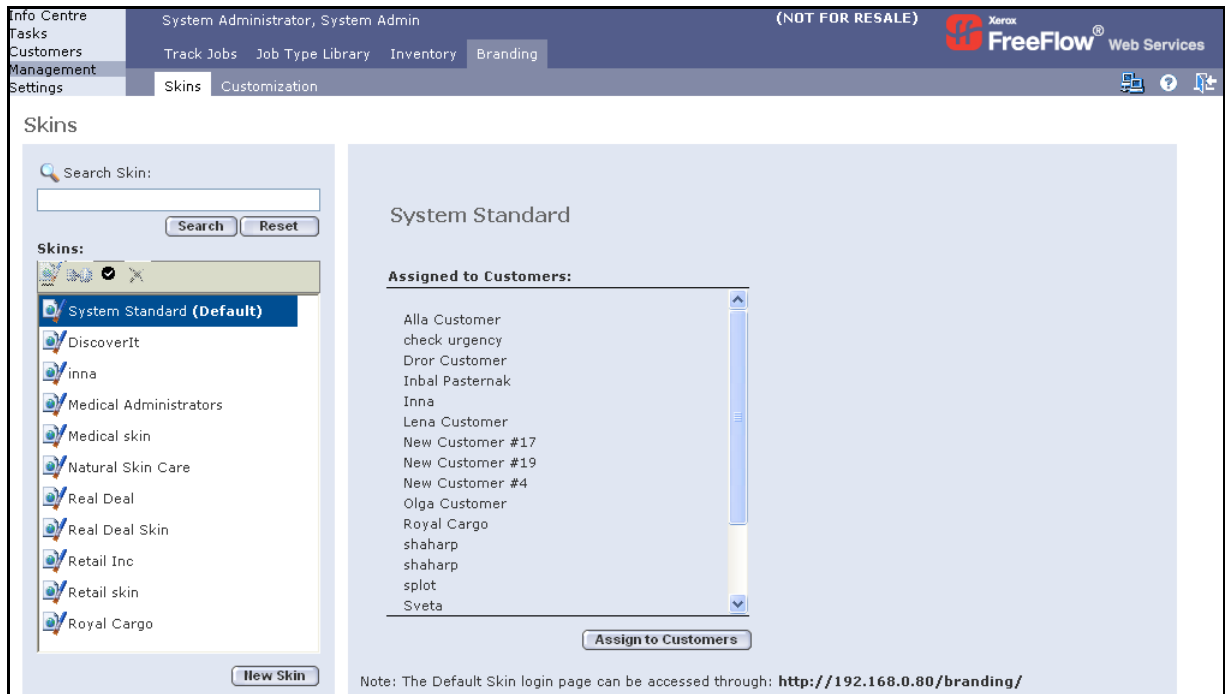 Info Centre
Tasks
Customers
Management
Settings
System Administrator, System Admin
(NOT FOR RESALE)
Xerox
FreeFlow® Web Services
Track Jobs Job Type Library Inventory Branding
Skins Customization
Skins
Search Skin:
Search Reset
Skins:
System Standard (Default)
DiscoverIt
inna
Medical Administrators
Medical skin
Natural Skin Care
Real Deal
Real Deal Skin
Retail Inc
Retail skin
Royal Cargo
New Skin
System Standard
Assigned to Customers:
Alla Customer
check urgency
Dror Customer
Inbal Pasternak
Inna
Lena Customer
New Customer #17
New Customer #19
New Customer #4
Olga Customer
Royal Cargo
shaharp
shaharp
splot
Sveta
Assign to Customers
Note: The Default Skin login page can be accessed through: http://192.168.0.80/branding/